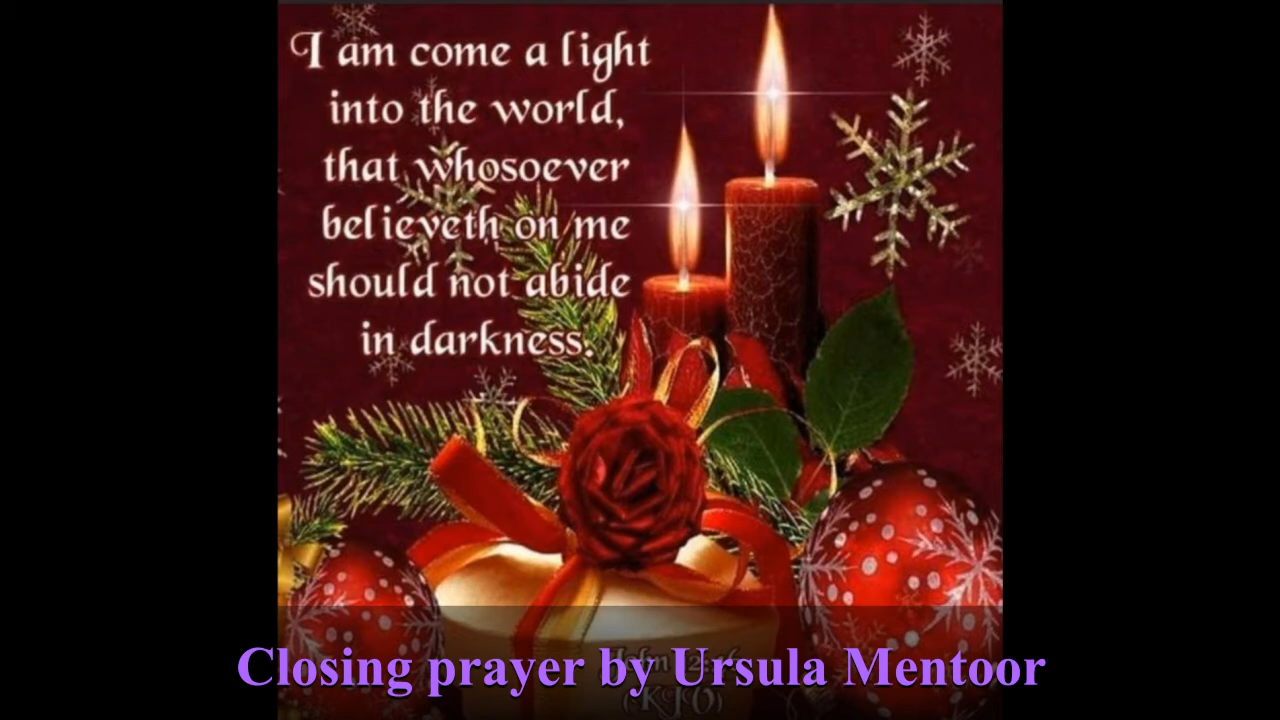 I am come a light
into the world,
that whosoever
believeth on me
should not abide
in darkness.
Closing prayer by Ursula Mentoor